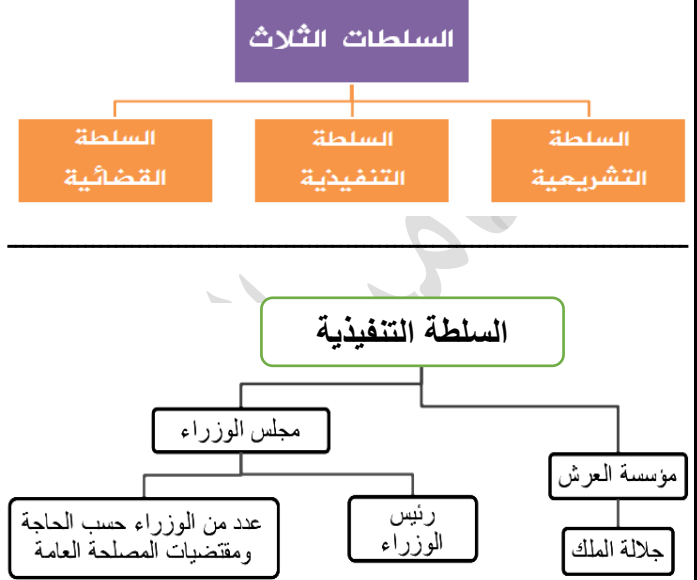 السلطات الثلاث
السلطة
التشريعية
السلطة
التنفيذية
السلطة
القضائية
السلطة التنفيذية
مؤسسة العرش
جلالة الملك
مجلس الوزراء
رئيس
الوزراء
عدد من الوزراء حسب الحاجة
ومقتضيات المصلحة العامة